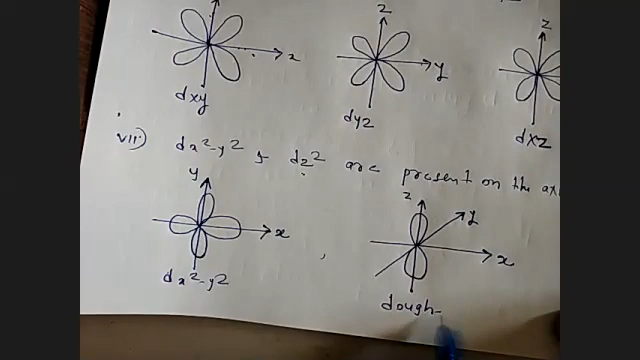 x
z
y
z
dxy
dyz
dxz
vii) dx²-y² & dz² are present on the ax
y
x
z
y
x
,
dx²-y²
dough-